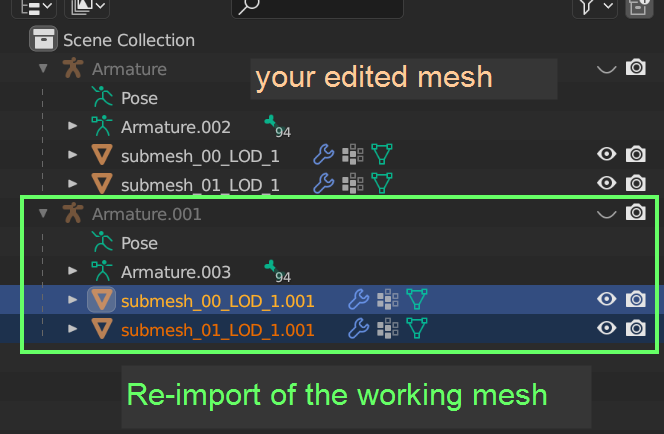 Scene Collection
Armature
your edited mesh
Pose
Armature.002
94
submesh_00_LOD_1
submesh_01_LOD_1
Armature.001
Pose
Armature.003
94
submesh_00_LOD_1.001
submesh_01_LOD_1.001
Re-import of the working mesh